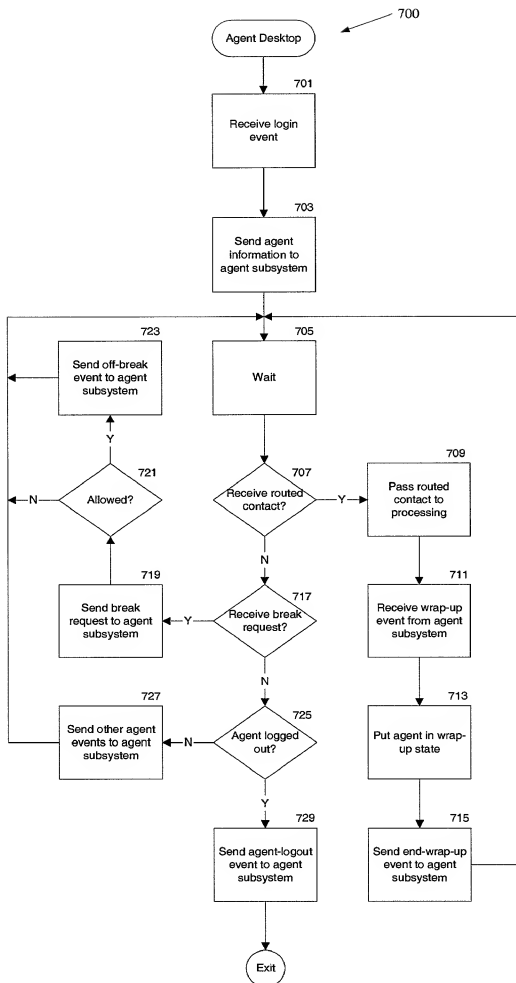 Agent Desktop
700
701
Receive login
event
703
Send agent
information to
agent subsystem
723
Send off-break
event to agent
subsystem
705
Wait
Y
721
Allowed?
N
707
Receive routed
contact?
Y
709
Pass routed
contact to
processing
N
719
Send break
request to agent
subsystem
Y
717
Receive break
request?
711
Receive wrap-up
event from agent
subsystem
N
727
Send other agent
events to agent
subsystem
N
725
Agent logged
out?
713
Put agent in wrap-
up state
Y
729
Send agent-logout
event to agent
subsystem
715
Send end-wrap-up
event to agent
subsystem
Exit